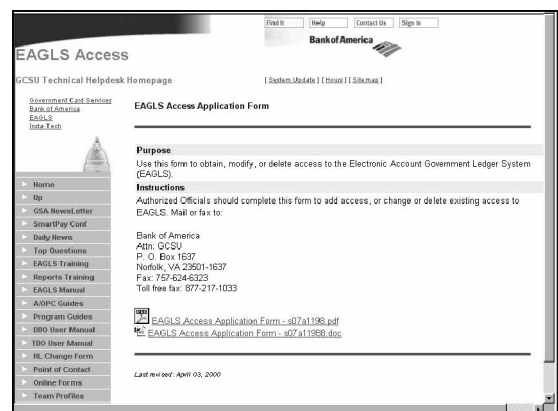 Find It Help Contact Us Sign In
Bank of America
EAGLS Access
GCSU Technical Helpdesk Homepage
[ System Update ] [ Hours ] [ Site map ]
Government Card Services
Bank of America
EAGLS
Insta-Tech
EAGLS Access Application Form
Purpose
Use this form to obtain, modify, or delete access to the Electronic Account Government Ledger System
(EAGLS).
Instructions
Authorized Officials should complete this form to add access, or change or delete existing access to
EAGLS. Mail or fax to:
Bank of America
Attn: GCSU
P. O. Box 1637
Norfolk, VA 23501-1637
Fax: 757-624-6323
Toll free fax: 877-217-1033
EAGLS Access Application Form - s07a1198.pdf
EAGLS Access Application Form - s07a1198B.doc
Last revised: April 03, 2000
Home
Up
GSA NewsLetter
SmartPay Conf
Daily News
Top Questions
EAGLS Training
Reports Training
EAGLS Manual
A/OPC Guides
Program Guides
DBO User Manual
TDO User Manual
HL Change Form
Point of Contact
Online Forms
Team Profiles